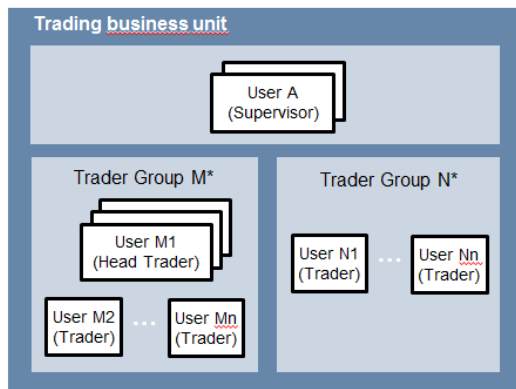 Trading business unit
User A
(Supervisor)
Trader Group M*
User M1
(Head Trader)
User M2
(Trader)
...
User Mn
(Trader)
Trader Group N*
User N1
(Trader)
...
User Nn
(Trader)